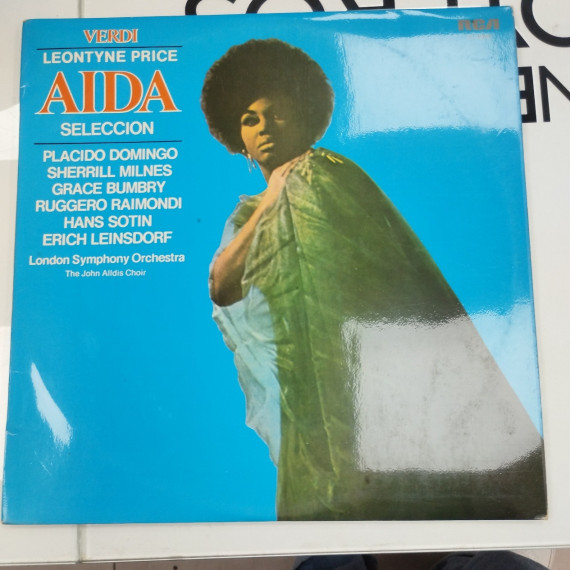 VERDI
LEONTYNE PRICE
AIDA
SELECCION
PLACIDO DOMINGO
SHERRILL MILNES
GRACE BUMBRY
RUGGERO RAIMONDI
HANS SOTIN
ERICH LEINSDORF
London Symphony Orchestra
The John Alldis Choir
RCA